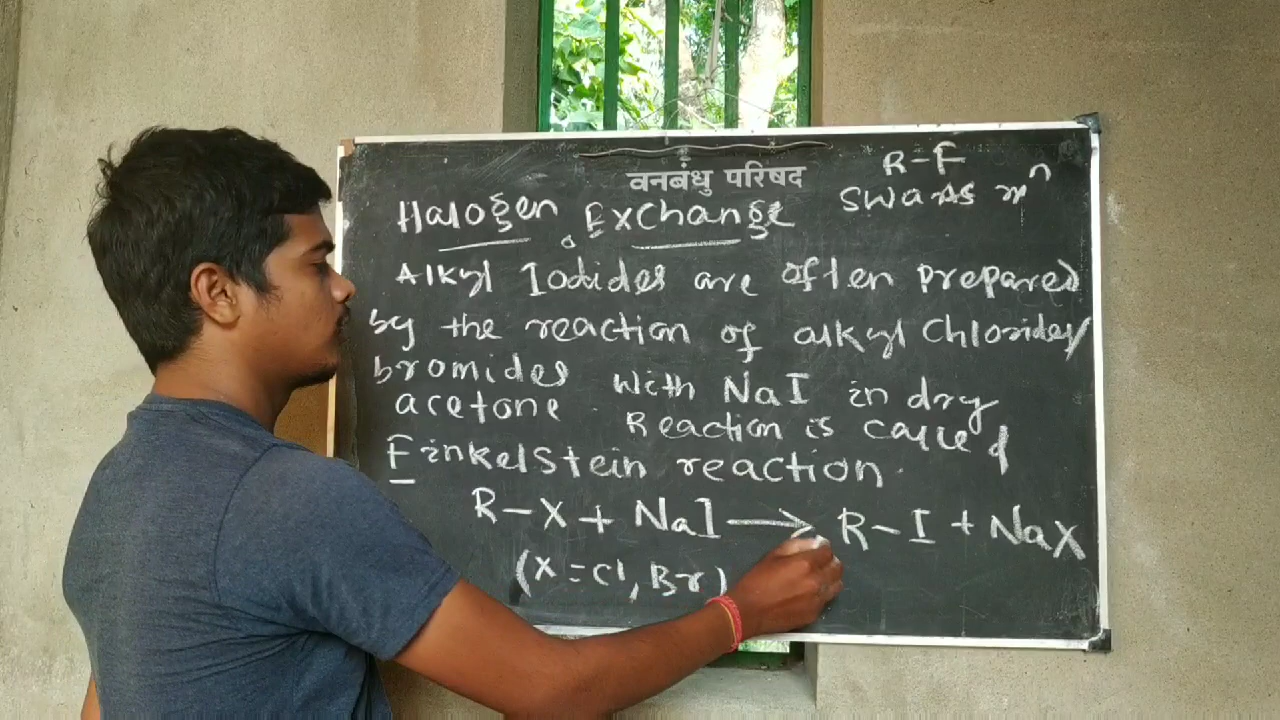 वनबंधु परिषद
R-F
Swarts rxⁿ
Halogen Exchange
Alkyl Iodides are often prepared
by the reaction of alkyl Chlorides/
bromides with NaI in dry
acetone. Reaction is called
Finkelstein reaction.
R-X + NaI → R-I + NaX
(X = Cl, Br)